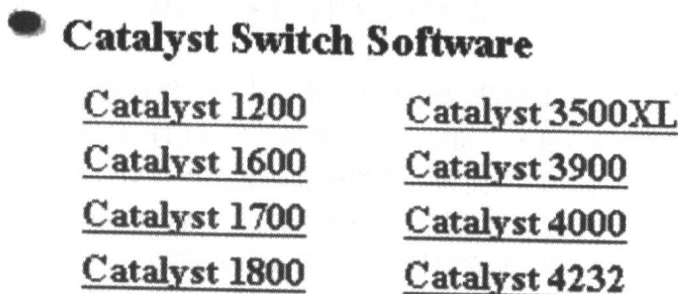 Catalyst Switch Software
Catalyst 1200 Catalyst 3500XL
Catalyst 1600 Catalyst 3900
Catalyst 1700 Catalyst 4000
Catalyst 1800 Catalyst 4232